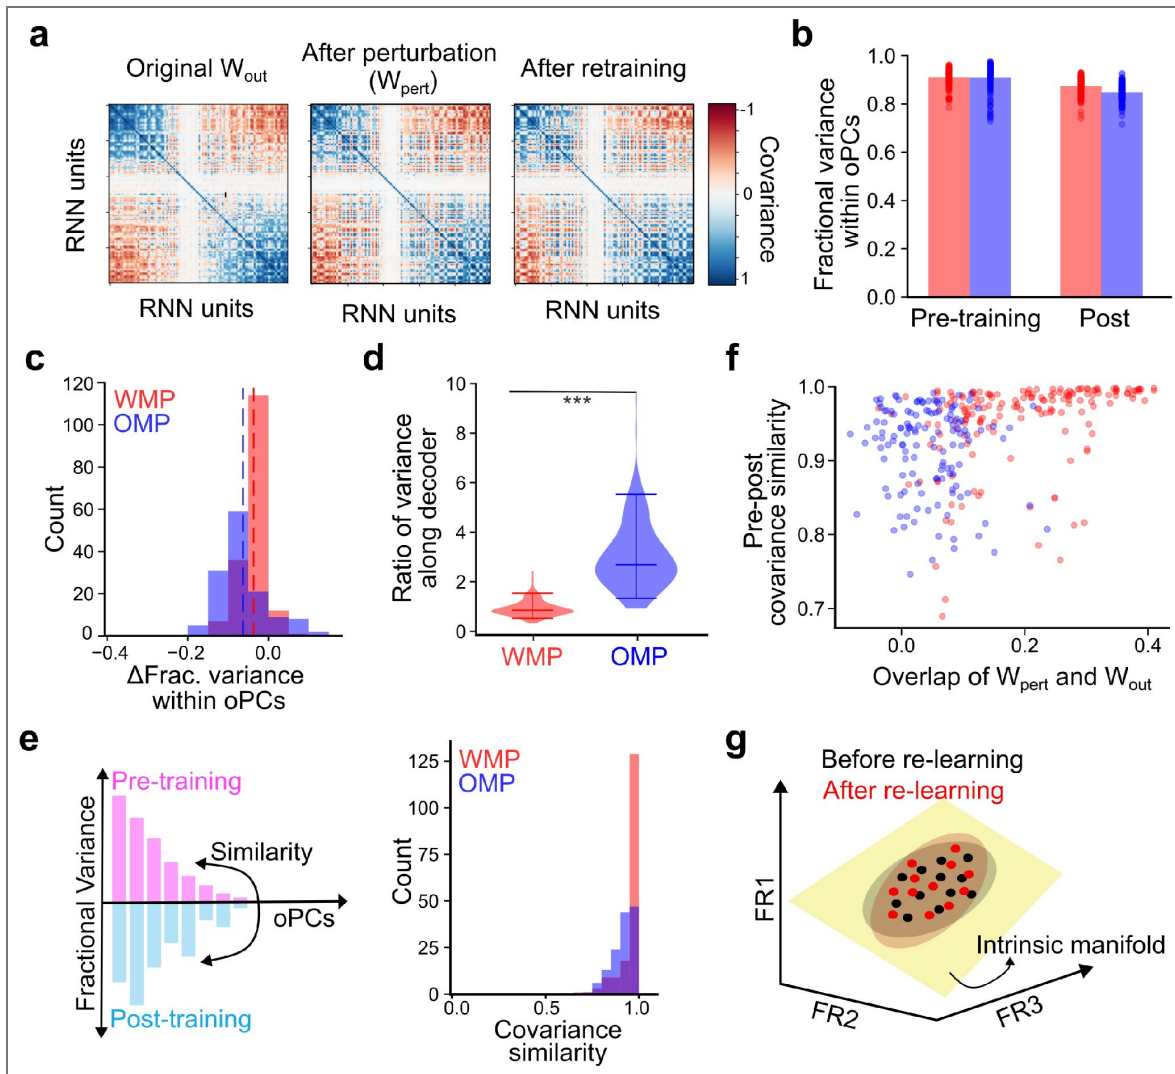 a
Original Wout
After perturbation
(Wpert)
After retraining
RNN units
RNN units
RNN units
RNN units
-1
0
1
Covariance
b
Fractional variance
within oPCs
1.0
0.8
0.6
0.4
0.2
0.0
Pre-training
Post
c
WMP
OMP
Count
120
100
80
60
40
20
0
−0.4
−0.2
0.0
ΔFrac. variance
within oPCs
d
Ratio of variance
along decoder
10
8
6
4
2
0
***
WMP
OMP
f
Pre-post
covariance similarity
1.0
0.9
0.8
0.7
0.0
0.2
0.4
Overlap of Wpert and Wout
e
Fractional Variance
Pre-training
Similarity
oPCs
Post-training
WMP
OMP
Count
125
100
75
50
25
0
0.0
0.5
1.0
Covariance
similarity
g
Before re-learning
After re-learning
FR1
Intrinsic manifold
FR2
FR3